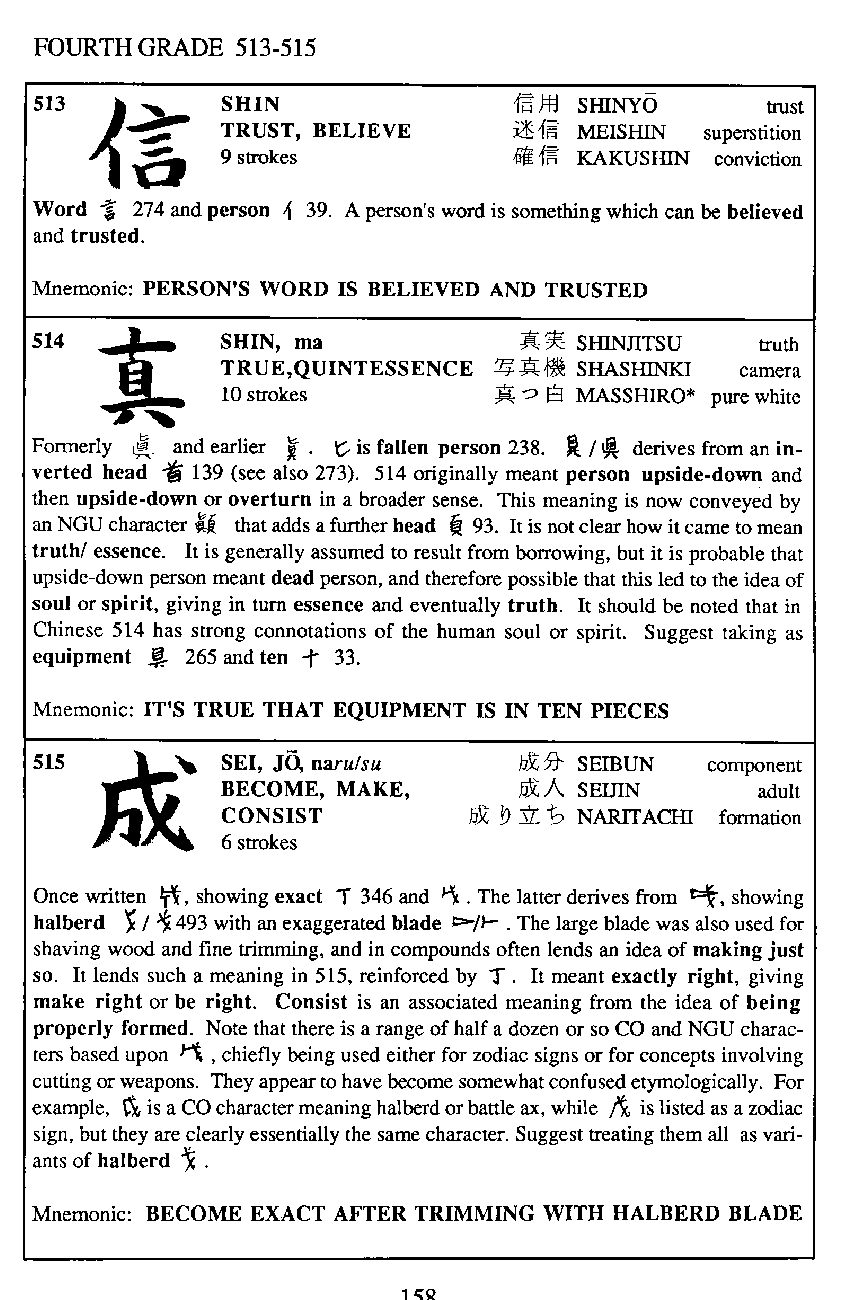 FOURTH GRADE 513-515
513 信 SHIN 信用 SHINYŌ trust
TRUST, BELIEVE 迷信 MEISHIN superstition
9 strokes 確信 KAKUSHIN conviction
Word 言 274 and person 亻 39. A person's word is something which can be believed
and trusted.
Mnemonic: PERSON'S WORD IS BELIEVED AND TRUSTED
514 真 SHIN, ma 真実 SHINJITSU truth
TRUE,QUINTESSENCE 写真機 SHASHINKI camera
10 strokes 真っ白 MASSHIRO* pure white
Formerly 眞 and earlier . 匕 is fallen person 238. / derives from an in-
verted head 首 139 (see also 273). 514 originally meant person upside-down and
then upside-down or overturn in a broader sense. This meaning is now conveyed by
an NGU character 顛 that adds a further head 頁 93. It is not clear how it came to mean
truth/ essence. It is generally assumed to result from borrowing, but it is probable that
upside-down person meant dead person, and therefore possible that this led to the idea of
soul or spirit, giving in turn essence and eventually truth. It should be noted that in
Chinese 514 has strong connotations of the human soul or spirit. Suggest taking as
equipment 具 265 and ten 十 33.
Mnemonic: IT'S TRUE THAT EQUIPMENT IS IN TEN PIECES
515 成 SEI, JŌ, naru/su 成分 SEIBUN component
BECOME, MAKE, 成人 SEIJIN adult
CONSIST 成り立ち NARITACHI formation
6 strokes
Once written , showing exact 丁 346 and . The latter derives from , showing
halberd / 493 with an exaggerated blade / . The large blade was also used for
shaving wood and fine trimming, and in compounds often lends an idea of making just
so. It lends such a meaning in 515, reinforced by 丁 . It meant exactly right, giving
make right or be right. Consist is an associated meaning from the idea of being
properly formed. Note that there is a range of half a dozen or so CO and NGU charac-
ters based upon , chiefly being used either for zodiac signs or for concepts involving
cutting or weapons. They appear to have become somewhat confused etymologically. For
example, is a CO character meaning halberd or battle ax, while is listed as a zodiac
sign, but they are clearly essentially the same character. Suggest treating them all as vari-
ants of halberd 戈 .
Mnemonic: BECOME EXACT AFTER TRIMMING WITH HALBERD BLADE
158